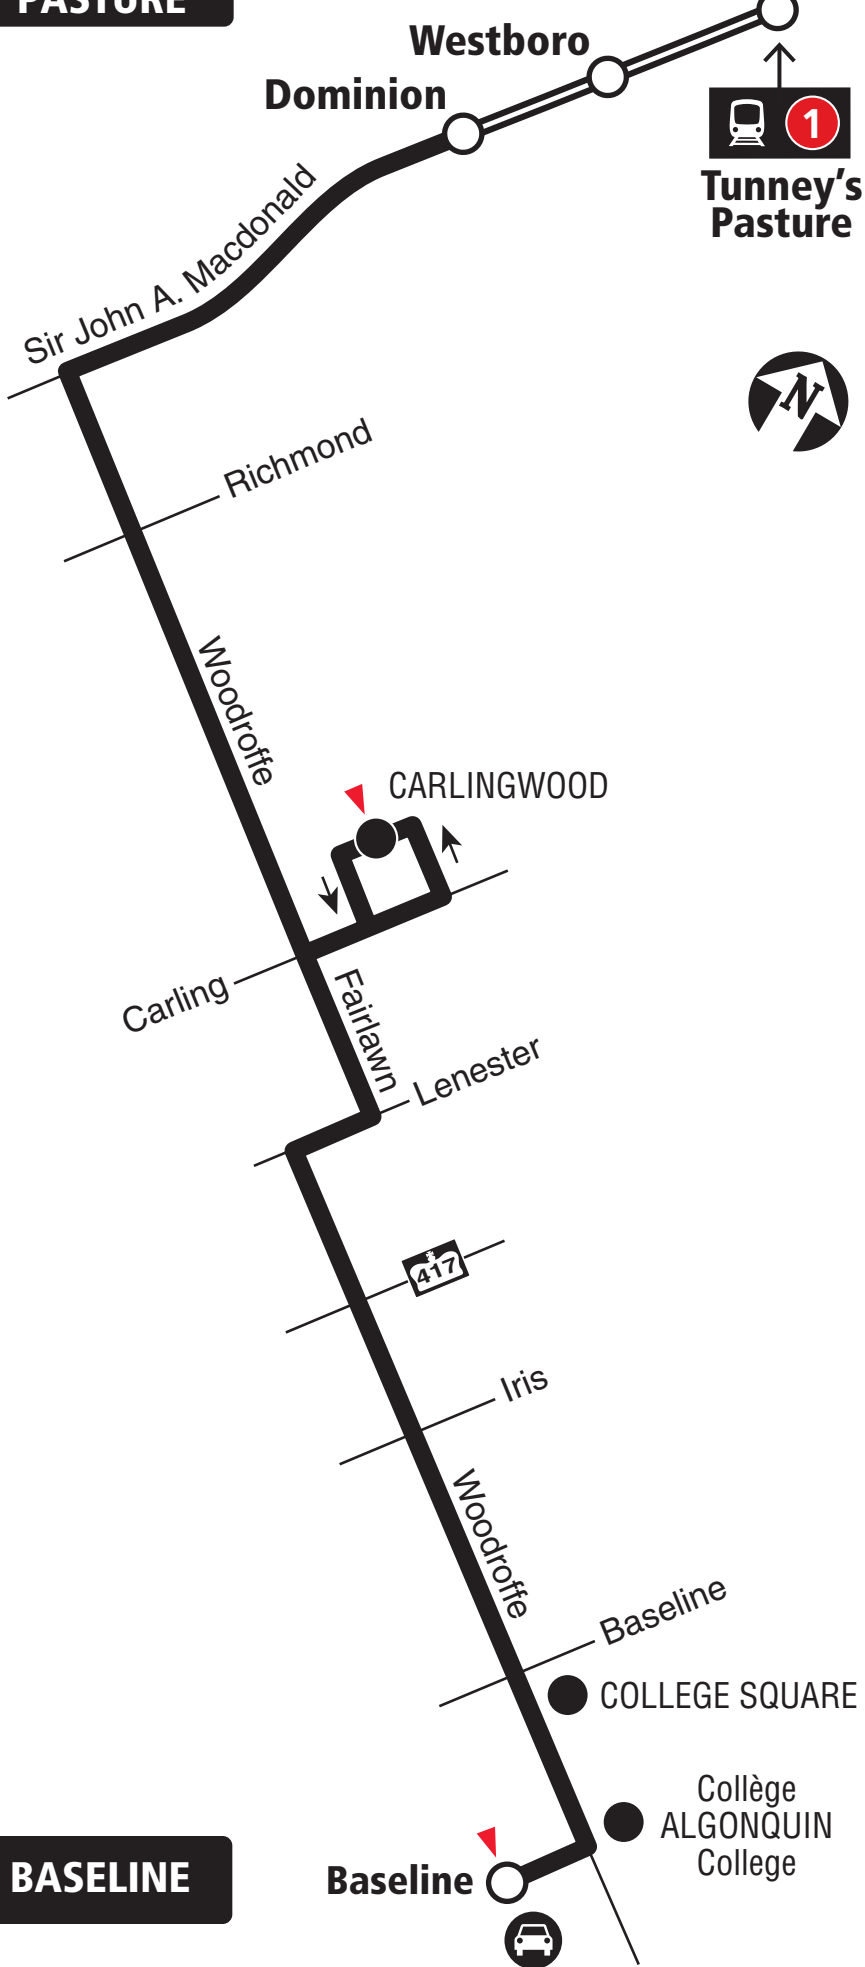 PASTURE
Westboro
Dominion
1
Tunney's
Pasture
Sir John A. Macdonald
N
Richmond
Woodroffe
CARLINGWOOD
Carling
Fairlawn
Lenester
417
Iris
Woodroffe
Baseline
COLLEGE SQUARE
Collège
ALGONQUIN
College
BASELINE
Baseline